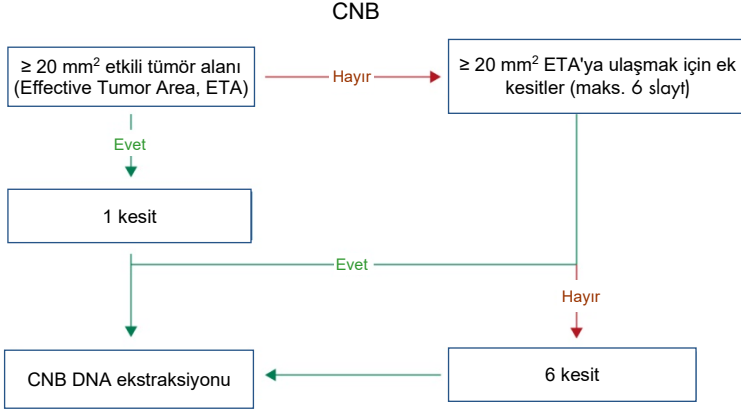 CNB
≥ 20 mm² etkili tümör alanı
(Effective Tumor Area, ETA)
Hayır
≥ 20 mm² ETA'ya ulaşmak için ek
kesitler (maks. 6 slayt)
Evet
1 kesit
Evet
Hayır
CNB DNA ekstraksiyonu
6 kesit